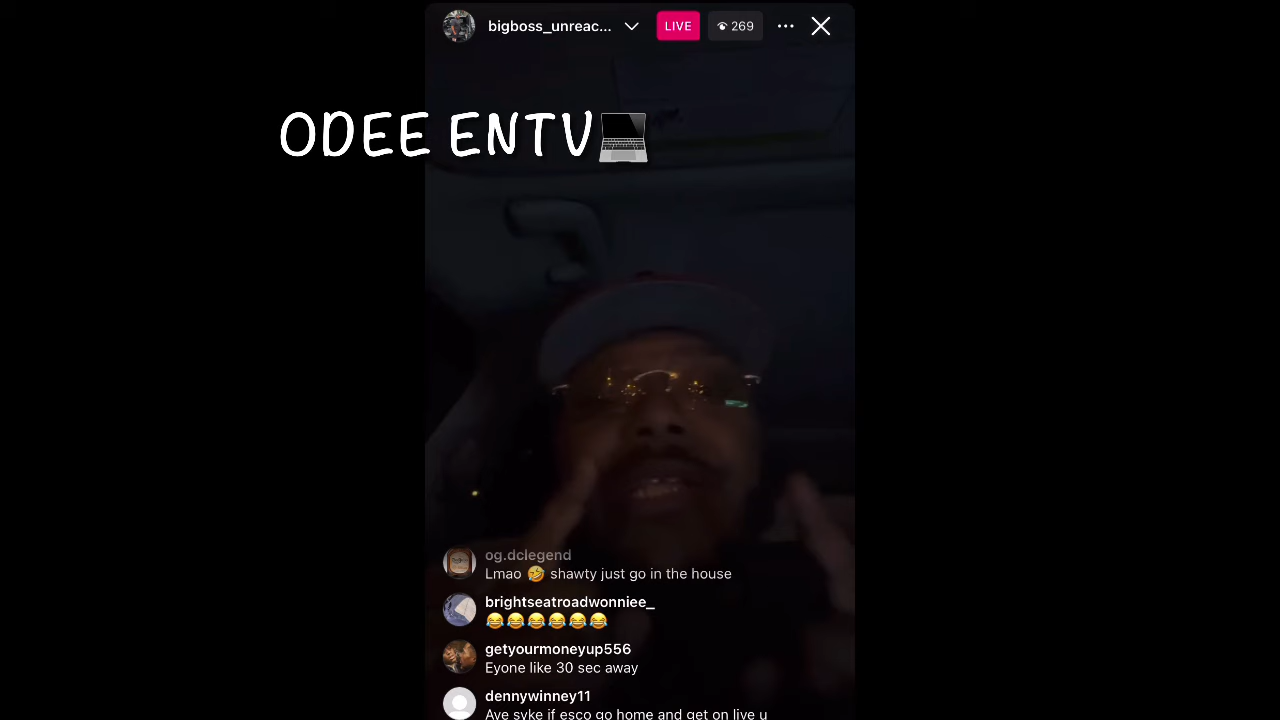 bigboss_unreac...
LIVE
269
ODEE ENTV
og.dclegend
Lmao 🤣 shawty just go in the house
brightseatroadwonniee_
😂😂😂😂😂😂
getyourmoneyup556
Eyone like 30 sec away
dennywinney11
Aye syke if esco go home and get on live u